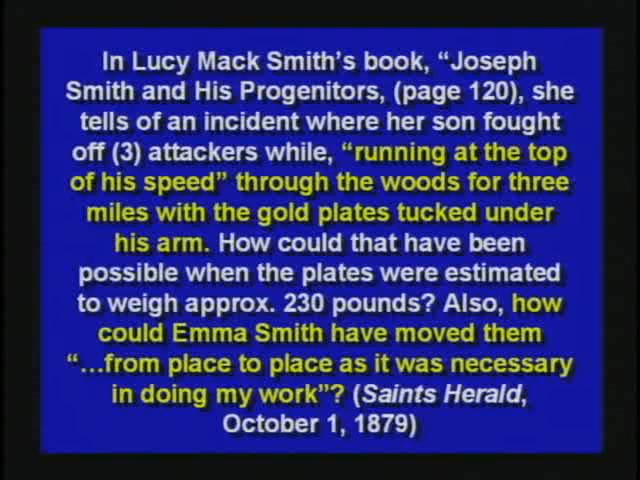 In Lucy Mack Smith's book, “Joseph
Smith and His Progenitors, (page 120), she
tells of an incident where her son fought
off (3) attackers while, “running at the top
of his speed” through the woods for three
miles with the gold plates tucked under
his arm. How could that have been
possible when the plates were estimated
to weigh approx. 230 pounds? Also, how
could Emma Smith have moved them
“…from place to place as it was necessary
in doing my work”? (Saints Herald,
October 1, 1879)